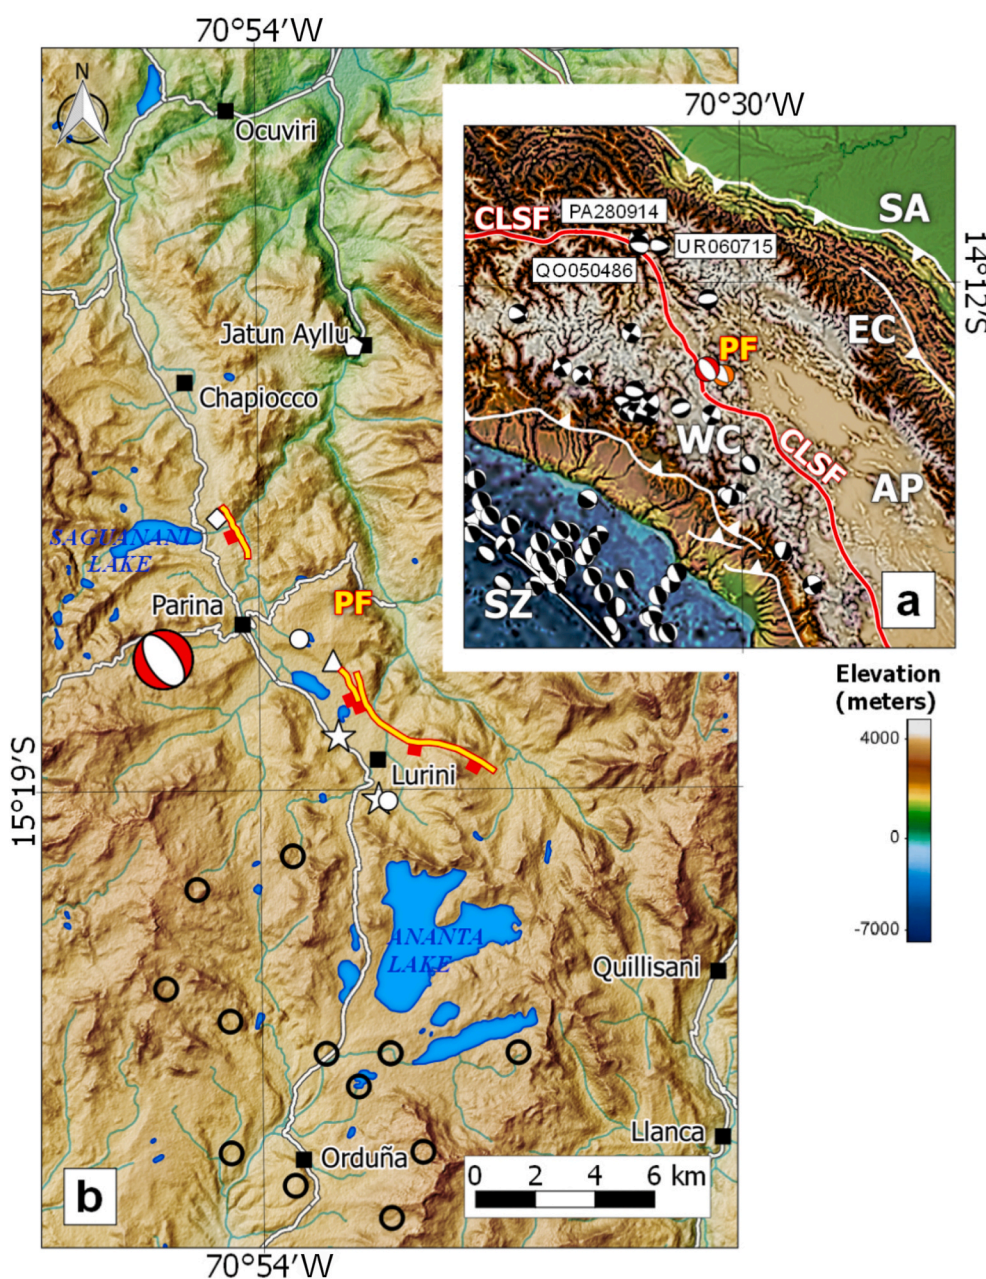 70°54′W
N
Ocuviri
Jatun Ayllu
Chapiocco
SAGUANANI
LAKE
Parina
PF
Lurini
15°19′S
ANANTA
LAKE
Quillisani
Llanca
Orduña
0 2 4 6 km
b
70°54′W
70°30′W
SA
CLSF
PA280914
UR060715
QO050486
14°12′S
EC
PF
WC
CLSF
AP
SZ
a
Elevation
(meters)
4000
0
-7000